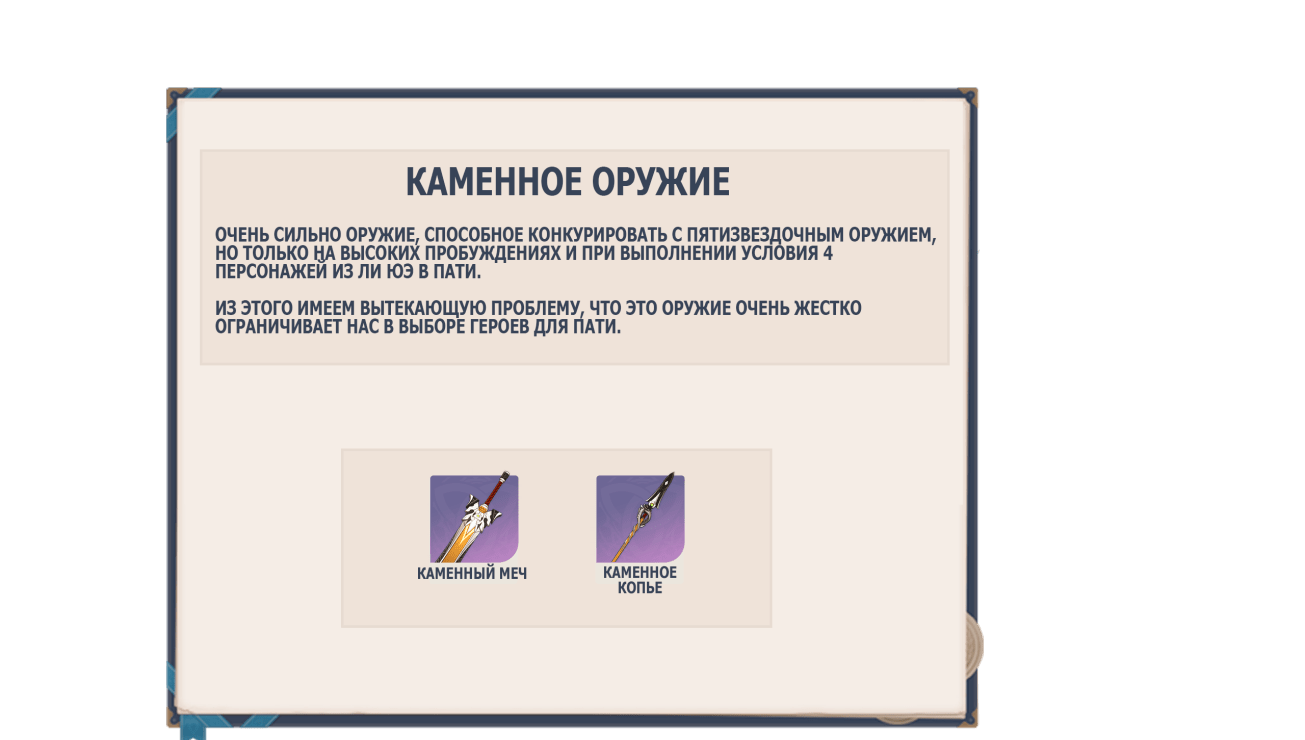 КАМЕННОЕ ОРУЖИЕ
ОЧЕНЬ СИЛЬНО ОРУЖИЕ, СПОСОБНОЕ КОНКУРИРОВАТЬ С ПЯТИЗВЕЗДОЧНЫМ ОРУЖИЕМ,
НО ТОЛЬКО НА ВЫСОКИХ ПРОБУЖДЕНИЯХ И ПРИ ВЫПОЛНЕНИИ УСЛОВИЯ 4
ПЕРСОНАЖЕЙ ИЗ ЛИ ЮЭ В ПАТИ.
ИЗ ЭТОГО ИМЕЕМ ВЫТЕКАЮЩУЮ ПРОБЛЕМУ, ЧТО ЭТО ОРУЖИЕ ОЧЕНЬ ЖЕСТКО
ОГРАНИЧИВАЕТ НАС В ВЫБОРЕ ГЕРОЕВ ДЛЯ ПАТИ.
КАМЕННЫЙ МЕЧ
КАМЕННОЕ
КОПЬЕ